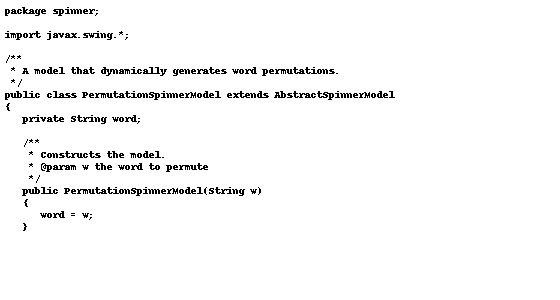 package spinner;

import javax.swing.*;

/**
 * A model that dynamically generates word permutations.
 */
public class PermutationSpinnerModel extends AbstractSpinnerModel
{
   private String word;

   /**
    * Constructs the model.
    * @param w the word to permute
    */
   public PermutationSpinnerModel(String w)
   {
      word = w;
   }